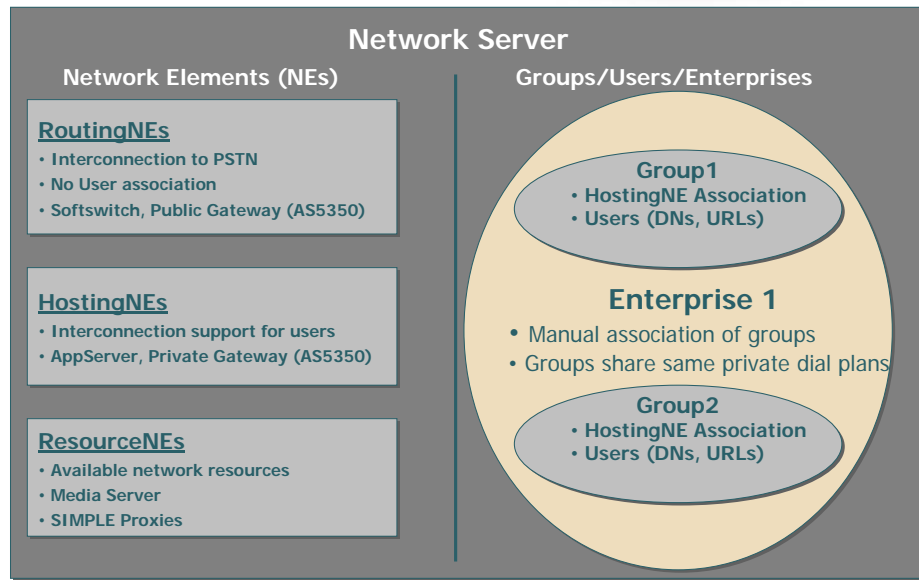 Network Server
Network Elements (NEs)
RoutingNEs
• Interconnection to PSTN
• No User association
• Softswitch, Public Gateway (AS5350)
HostingNEs
• Interconnection support for users
• AppServer, Private Gateway (AS5350)
ResourceNEs
• Available network resources
• Media Server
• SIMPLE Proxies
Groups/Users/Enterprises
Group1
• HostingNE Association
• Users (DNs, URLs)
Enterprise 1
• Manual association of groups
• Groups share same private dial plans
Group2
• HostingNE Association
• Users (DNs, URLs)